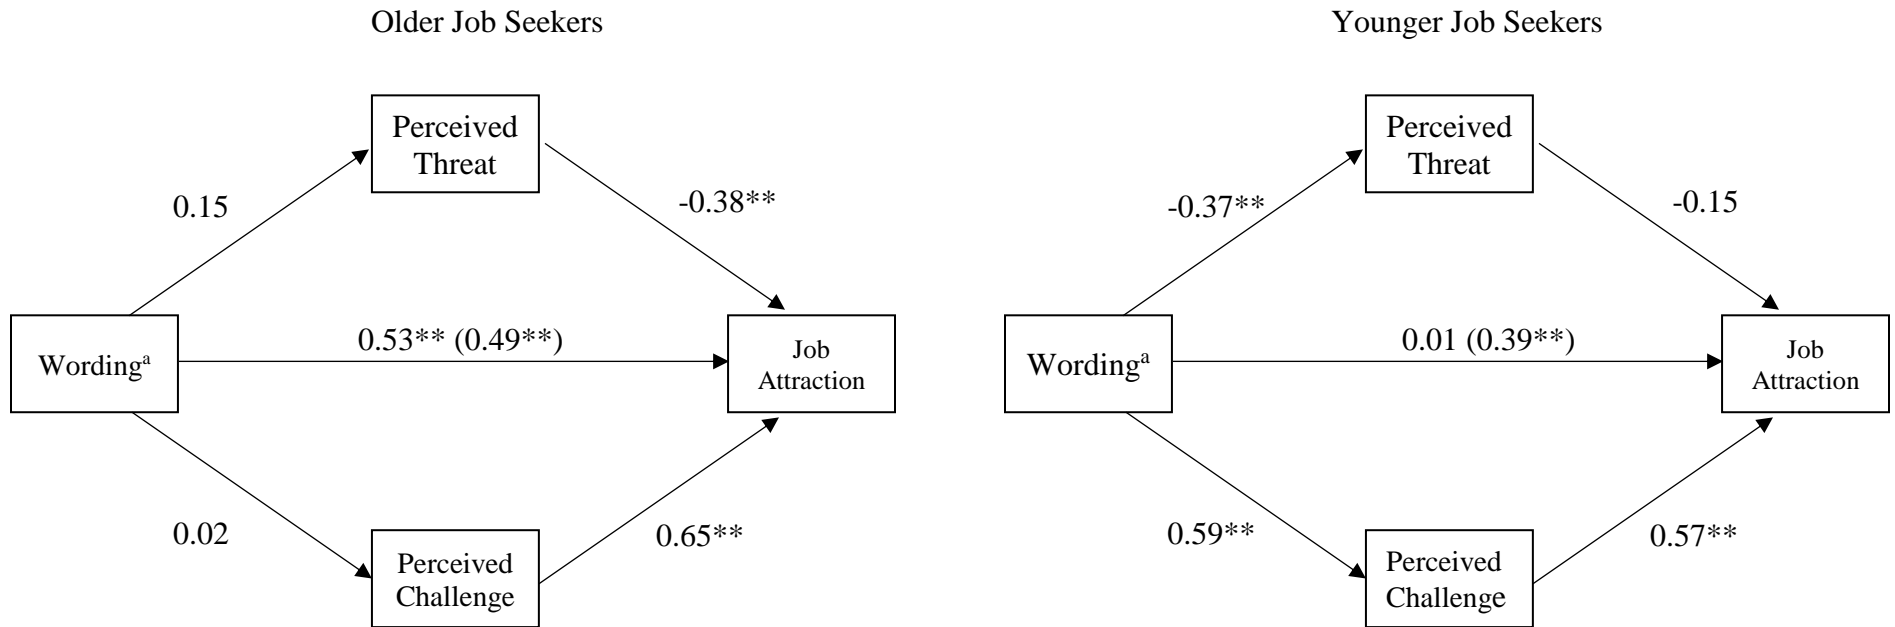 Older Job Seekers
Perceived
Threat
0.15
-0.38**
Wordingᵃ
0.53** (0.49**)
Job
Attraction
0.02
0.65**
Perceived
Challenge
Younger Job Seekers
Perceived
Threat
-0.37**
-0.15
Wordingᵃ
0.01 (0.39**)
Job
Attraction
0.59**
0.57**
Perceived
Challenge